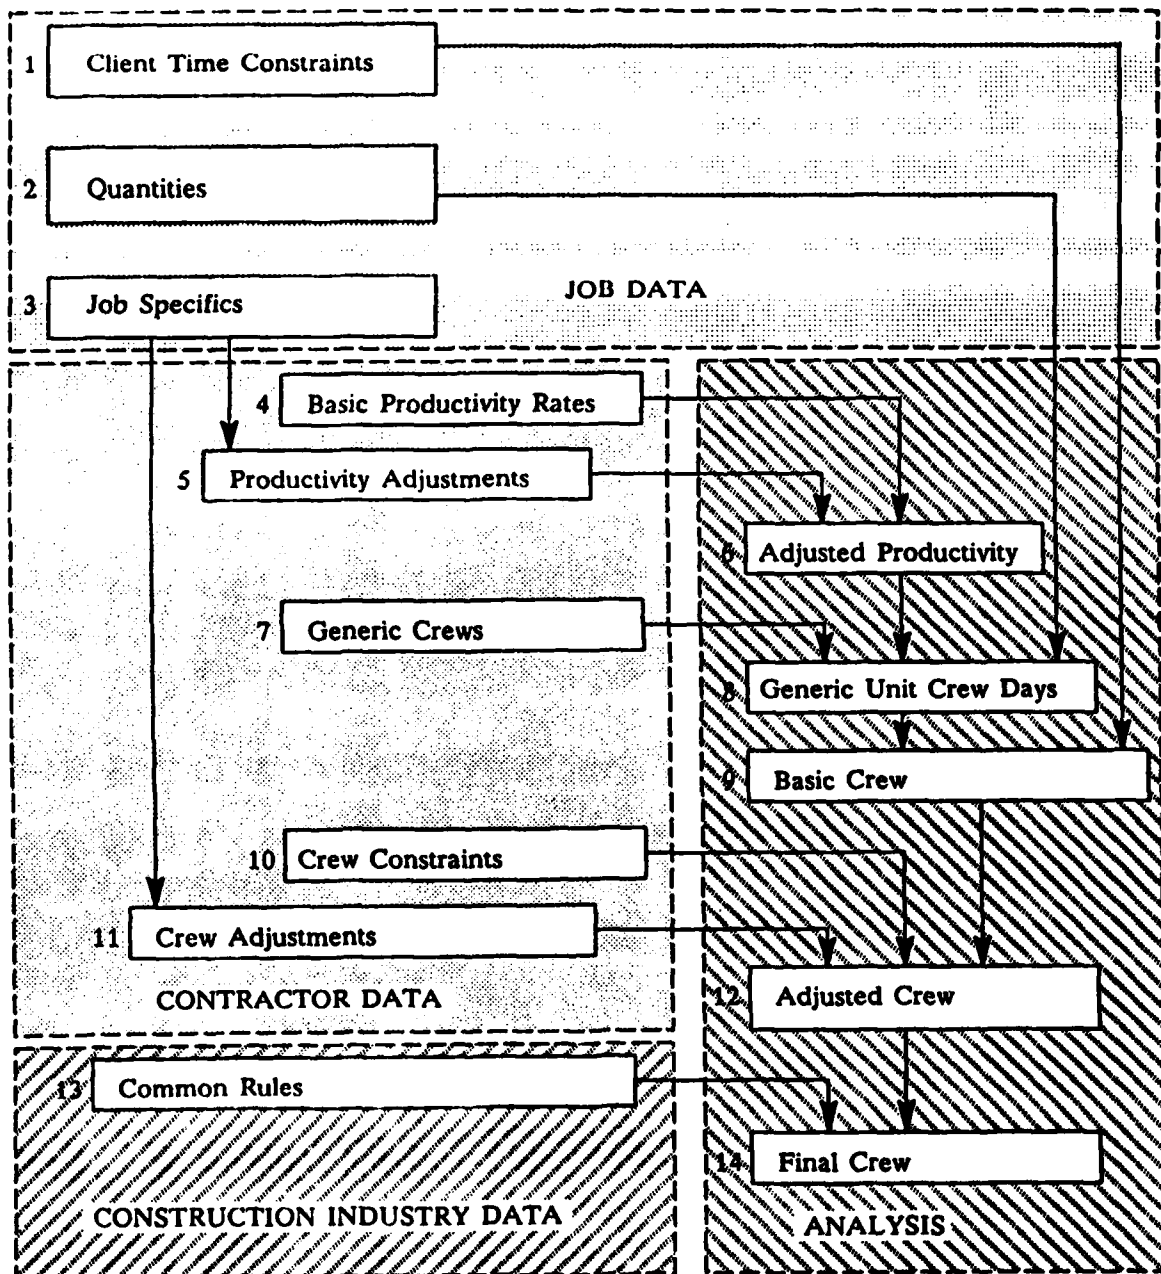 1 Client Time Constraints
2 Quantities
3 Job Specifics
JOB DATA
4 Basic Productivity Rates
5 Productivity Adjustments
6 Adjusted Productivity
7 Generic Crews
8 Generic Unit Crew Days
9 Basic Crew
10 Crew Constraints
11 Crew Adjustments
CONTRACTOR DATA
12 Adjusted Crew
13 Common Rules
14 Final Crew
CONSTRUCTION INDUSTRY DATA
ANALYSIS